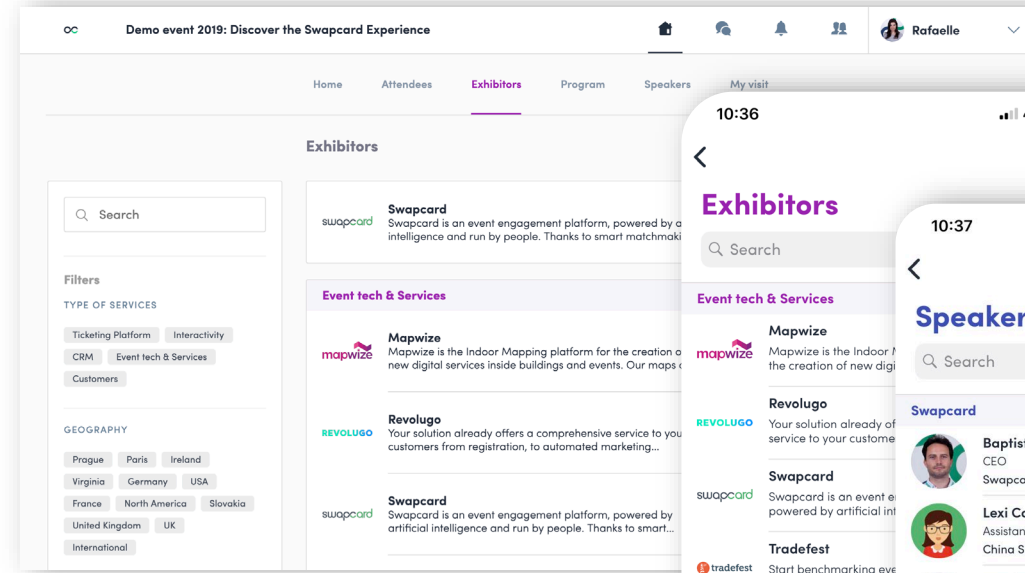 Demo event 2019: Discover the Swapcard Experience
Rafaelle
Home Attendees Exhibitors Program Speakers My visit
Exhibitors
Search
Filters
TYPE OF SERVICES
Ticketing Platform Interactivity
CRM Event tech & Services
Customers
GEOGRAPHY
Prague Paris Ireland
Virginia Germany USA
France North America Slovakia
United Kingdom UK
International
swapcard
Swapcard
Swapcard is an event engagement platform, powered by a
intelligence and run by people. Thanks to smart matchmaki
Event tech & Services
mapwize
Mapwize
Mapwize is the Indoor Mapping platform for the creation o
new digital services inside buildings and events. Our maps
REVOLUGO
Revolugo
Your solution already offers a comprehensive service to you
customers from registration, to automated marketing...
swapcard
Swapcard
Swapcard is an event engagement platform, powered by
artificial intelligence and run by people. Thanks to smart...
10:36
Exhibitors
Search
Event tech & Services
mapwize
Mapwize
Mapwize is the Indoor
the creation of new digi
REVOLUGO
Revolugo
Your solution already of
service to your custome
swapcard
Swapcard
Swapcard is an event e
powered by artificial int
tradefest
Tradefest
Start benchmarking eve
10:37
Speaker
Search
Swapcard
Baptist
CEO
Swapca
Lexi Co
Assistan
China S